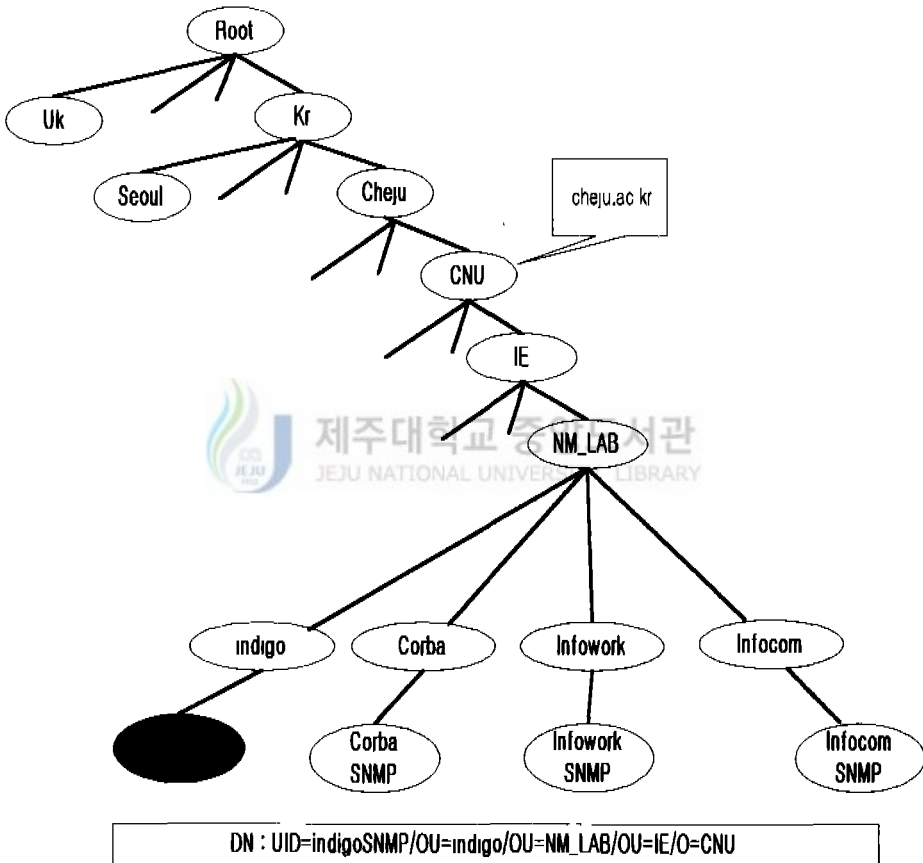 Root
Uk
Kr
Seoul
Cheju
cheju.ac kr
CNU
IE
제주대학교 중앙도서관
JEJU NATIONAL UNIVERSITY LIBRARY
JEJU
1952
NM_LAB
indigo
Corba
Infowork
Infocom
Corba
SNMP
Infowork
SNMP
Infocom
SNMP
DN : UID=indigoSNMP/OU=indigo/OU=NM_LAB/OU=IE/O=CNU